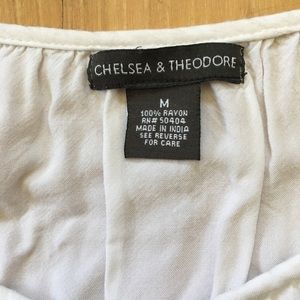 CHELSEA & THEODORE
M
100% RAYON
RN# 50404
MADE IN INDIA
SEE REVERSE
FOR CARE